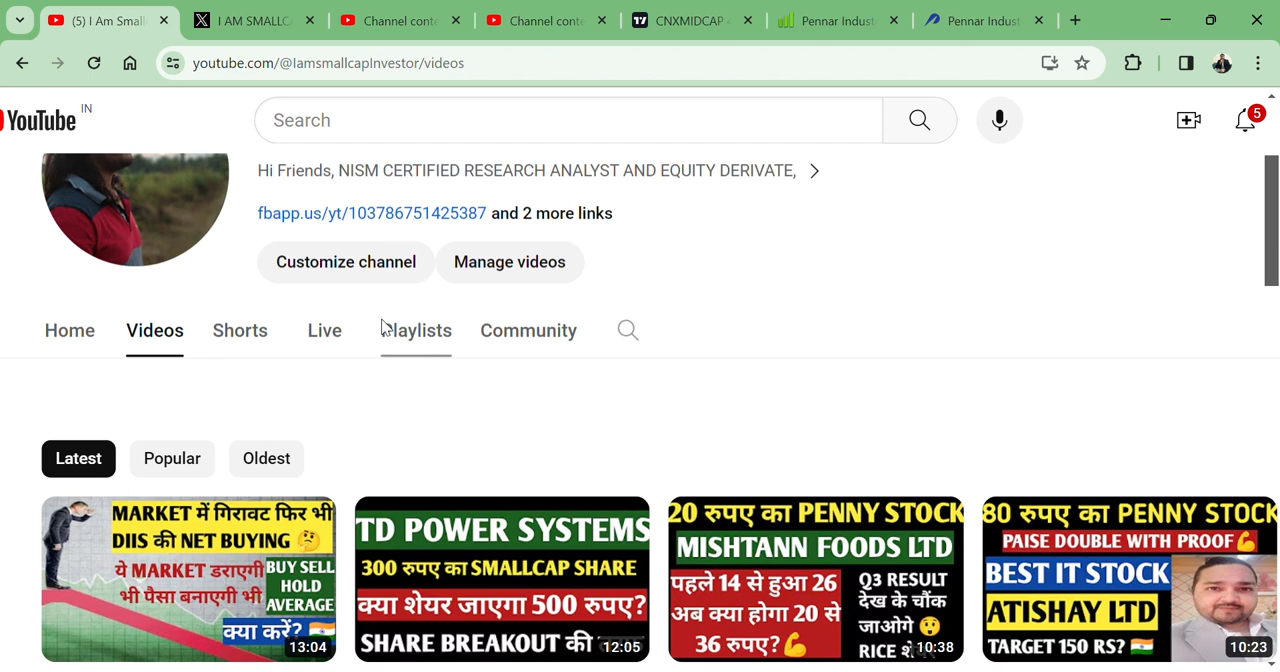 (5) I Am Smal
I AM SMALLC
Channel conte
Channel conte
CNXMIDCAP
Pennar Indust
Pennar Indust
youtube.com/@IamsmallcapInvestor/videos
YouTube IN
Search
5
Hi Friends, NISM CERTIFIED RESEARCH ANALYST AND EQUITY DERIVATE,
fbapp.us/yt/103786751425387 and 2 more links
Customize channel
Manage videos
Home
Videos
Shorts
Live
Playlists
Community
Latest
Popular
Oldest
MARKET में गिरावट फिर भी
DIIS की NET BUYING
ये MARKET डराएगी
भी पैसा बनाएगी भी
BUY SELL
HOLD
AVERAGE
क्या करें?
13:04
TD POWER SYSTEMS
300 रुपए का SMALLCAP SHARE
क्या शेयर जाएगा 500 रुपए?
SHARE BREAKOUT की
12:05
20 रुपए का PENNY STOCK
MISHTANN FOODS LTD
पहले 14 से हुआ 26
अब क्या होगा 20 से
36 रुपए?
Q3 RESULT
देख के चौंक
जाओगे
RICE
10:38
80 रुपए का PENNY STOCK
PAISE DOUBLE WITH PROOF
BEST IT STOCK
ATISHAY LTD
TARGET 150 RS?
10:23